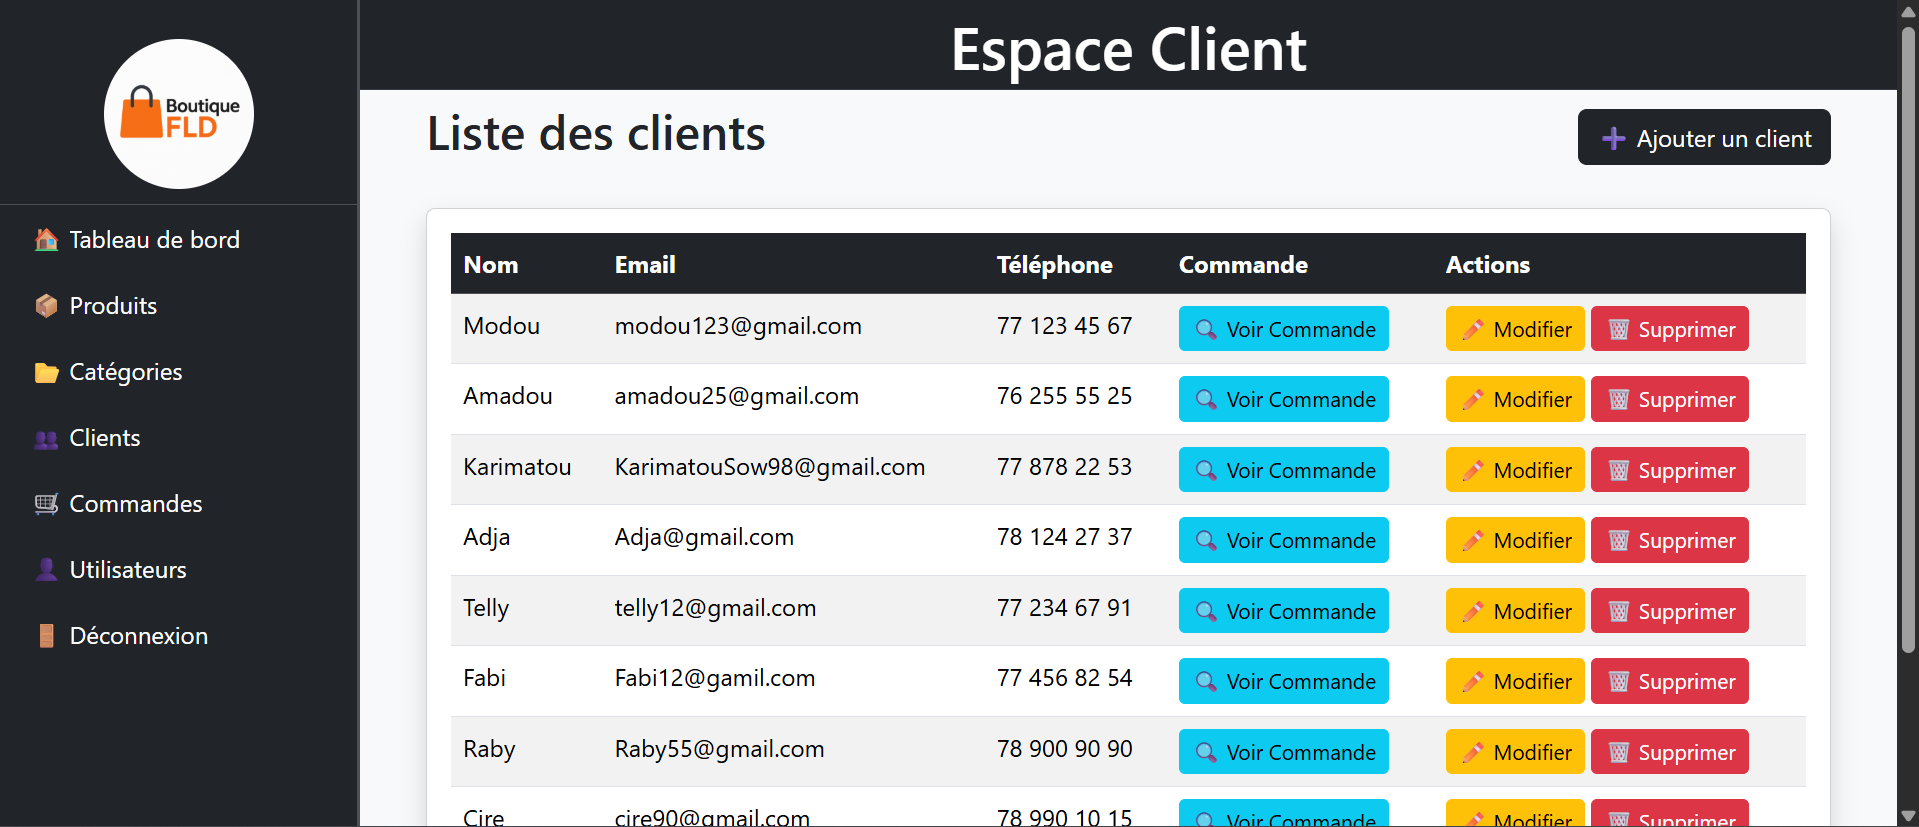 Boutique
FLD
Tableau de bord
Produits
Catégories
Clients
Commandes
Utilisateurs
Déconnexion
Espace Client
Liste des clients
Ajouter un client
Nom Email Téléphone Commande Actions
Modou modou123@gmail.com 77 123 45 67 Voir Commande Modifier Supprimer
Amadou amadou25@gmail.com 76 255 55 25 Voir Commande Modifier Supprimer
Karimatou KarimatouSow98@gmail.com 77 878 22 53 Voir Commande Modifier Supprimer
Adja Adja@gmail.com 78 124 27 37 Voir Commande Modifier Supprimer
Telly telly12@gmail.com 77 234 67 91 Voir Commande Modifier Supprimer
Fabi Fabi12@gamil.com 77 456 82 54 Voir Commande Modifier Supprimer
Raby Raby55@gmail.com 78 900 90 90 Voir Commande Modifier Supprimer
Cire cire90@gmail.com 78 990 10 15 Voir Commande Modifier Supprimer